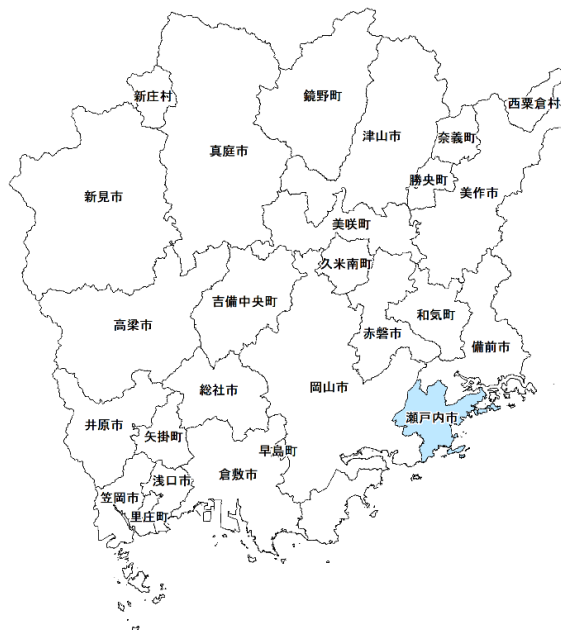 新庄村
鏡野町
西粟倉村
津山市
奈義町
真庭市
勝央町
美作市
新見市
美咲町
久米南町
吉備中央町
和気町
高梁市
赤磐市
備前市
総社市
岡山市
瀬戸内市
井原市
矢掛町
早島町
浅口市
倉敷市
笠岡市
里庄町